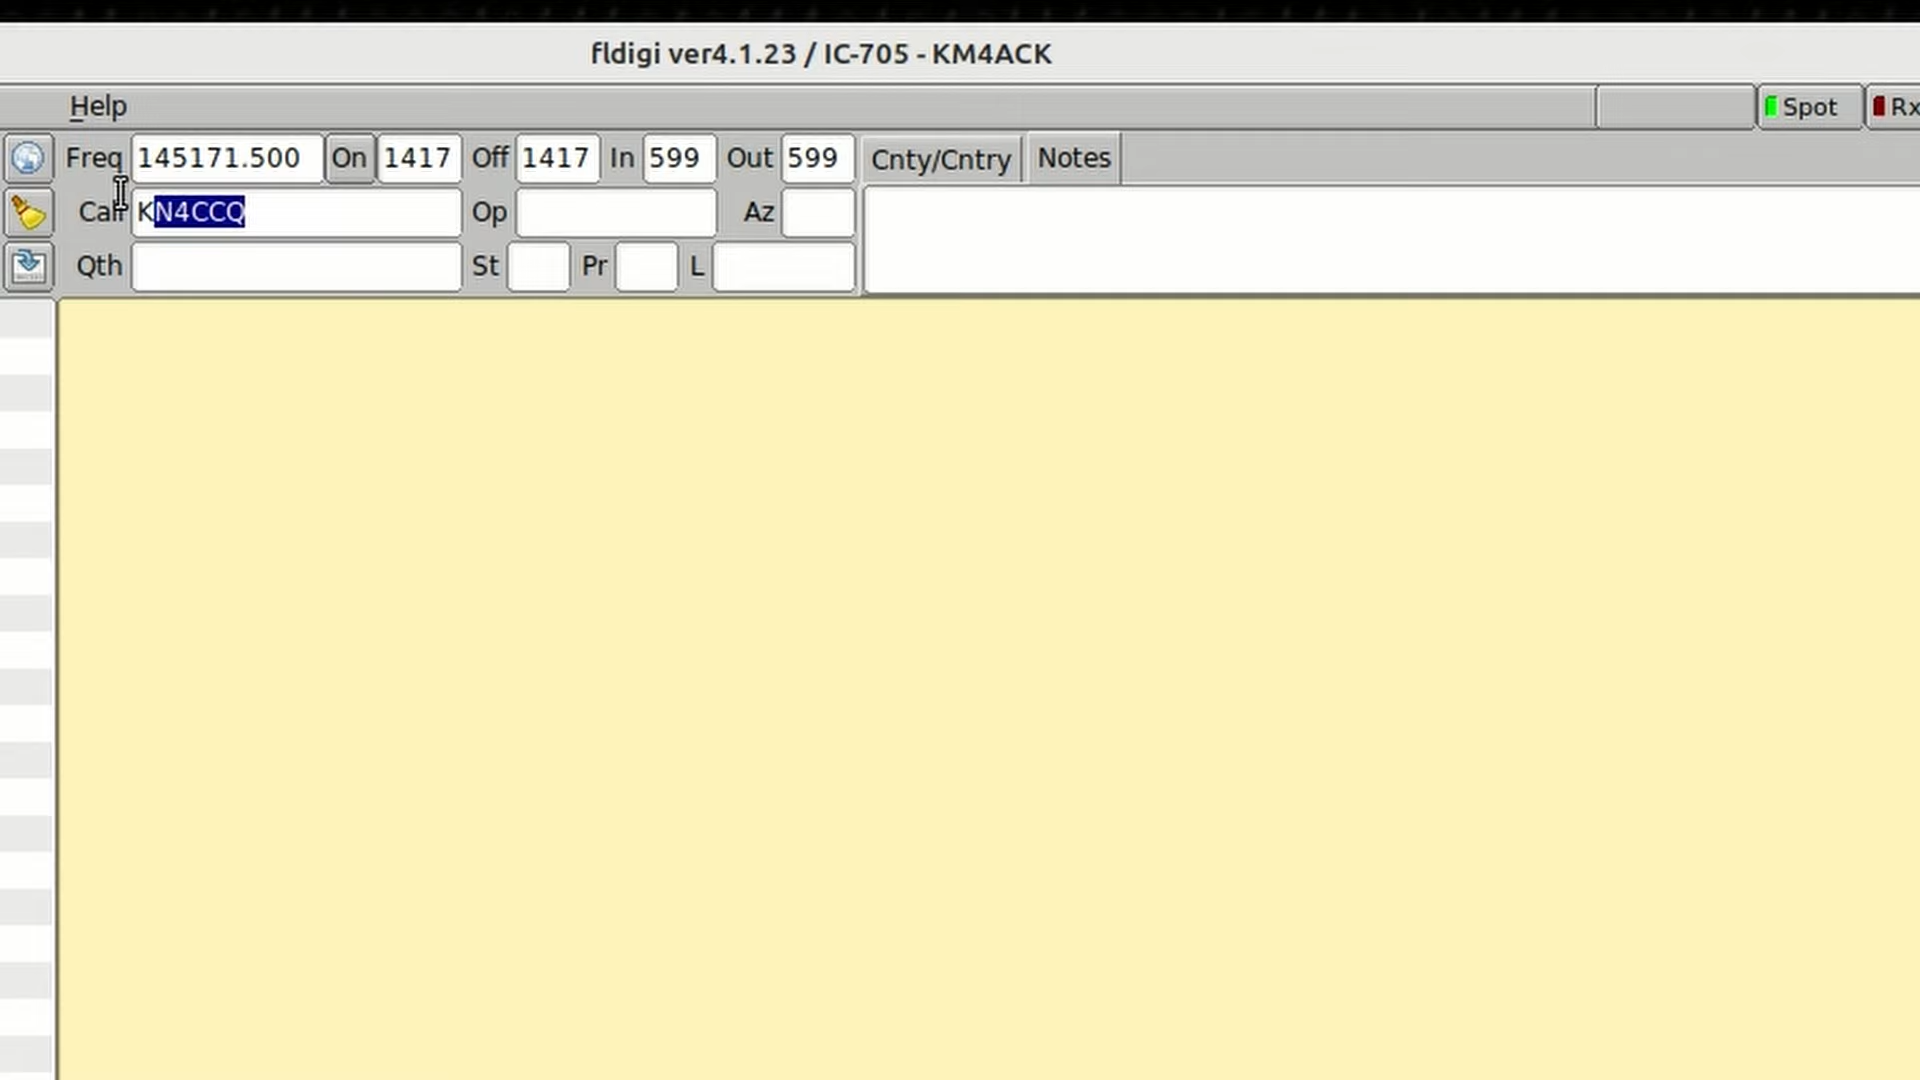 fldigi ver4.1.23 / IC-705 - KM4ACK
Help Spot Rx
Freq 145171.500 On 1417 Off 1417 In 599 Out 599 Cnty/Cntry Notes
Call KN4CCQ Op Az
Qth St Pr L